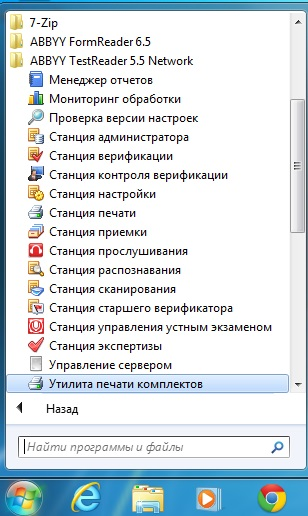 7-Zip
ABBYY FormReader 6.5
ABBYY TestReader 5.5 Network
Менеджер отчетов
Мониторинг обработки
Проверка версии настроек
Станция администратора
Станция верификации
Станция контроля верификации
Станция настройки
Станция печати
Станция приемки
Станция прослушивания
Станция распознавания
Станция сканирования
Станция старшего верификатора
Станция управления устным экзаменом
Станция экспертизы
Управление сервером
Утилита печати комплектов
Назад
Найти программы и файлы